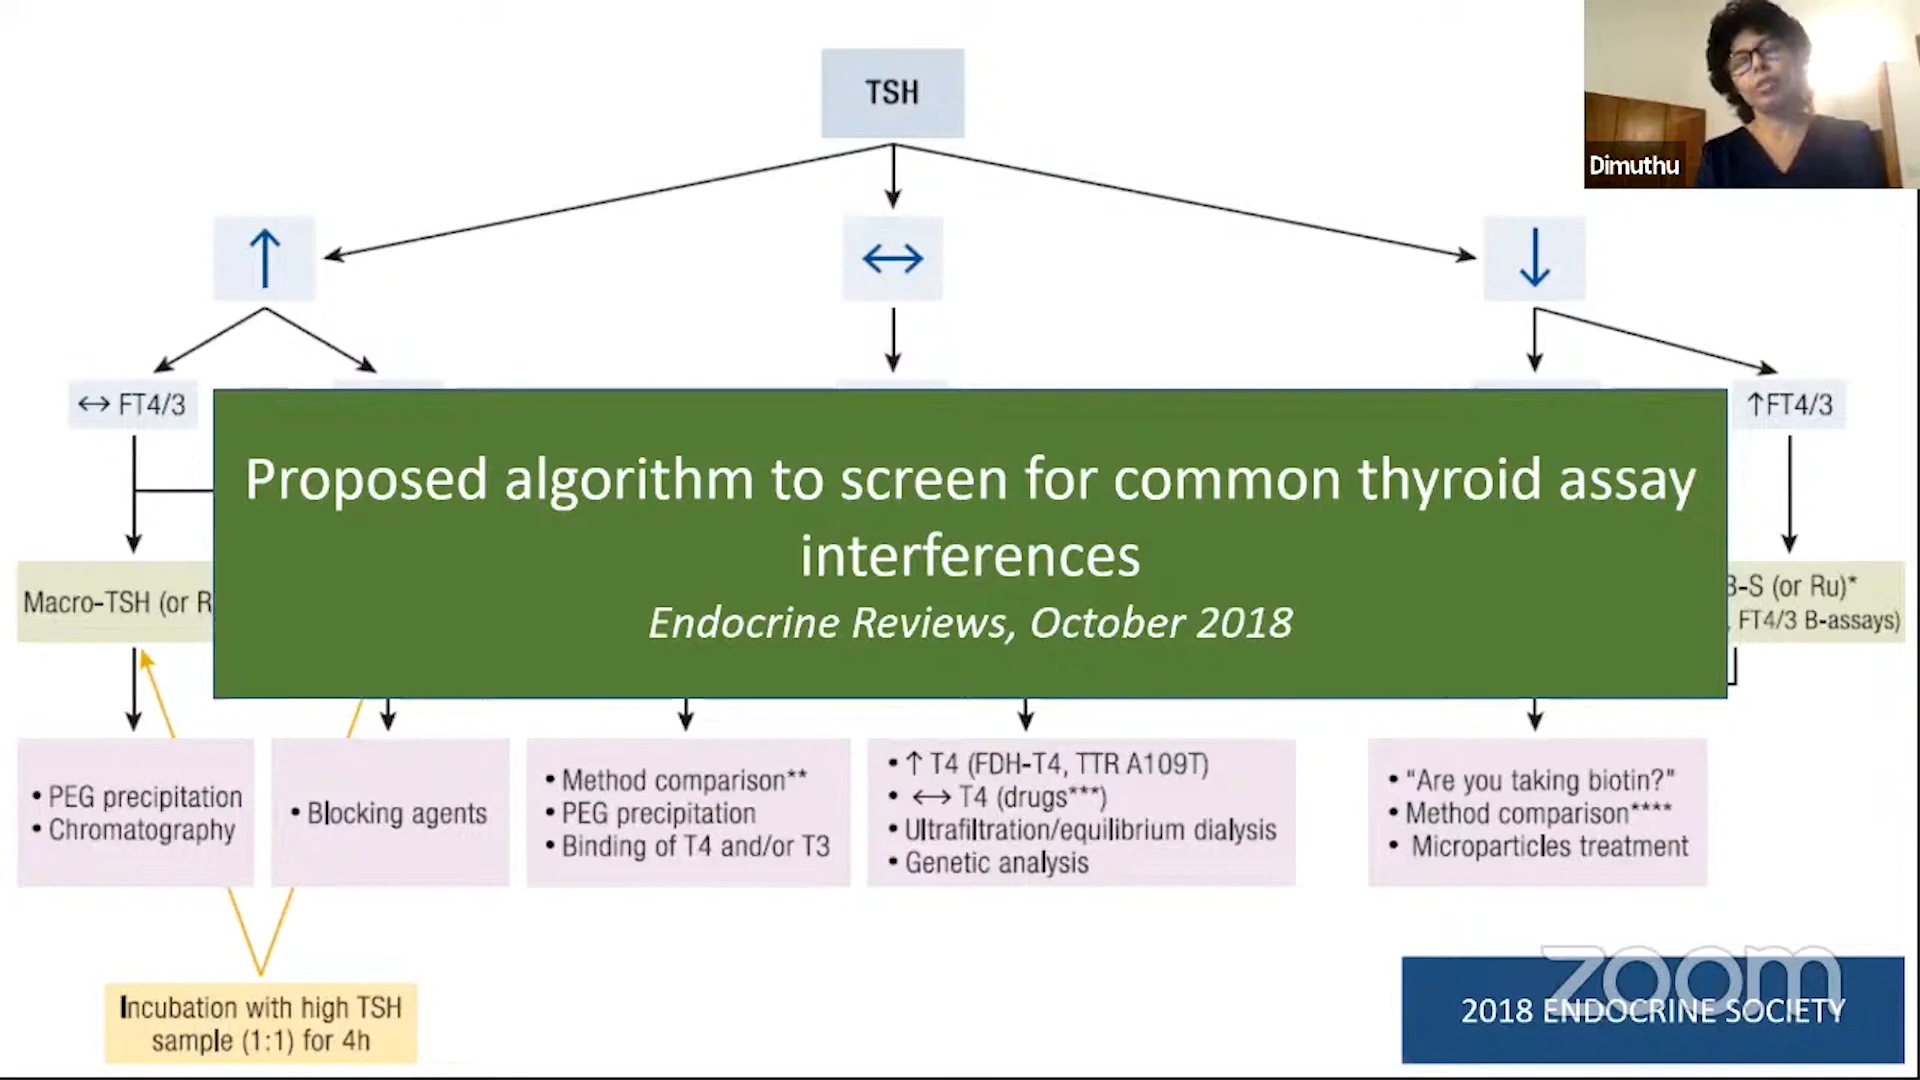 TSH
Dimuthu
↑
↔
↓
↔ FT4/3
↑FT4/3
Proposed algorithm to screen for common thyroid assay
interferences
Endocrine Reviews, October 2018
Macro-TSH (or R
B-S (or Ru)*
, FT4/3 B-assays)
• PEG precipitation
• Chromatography
• Blocking agents
• Method comparison**
• PEG precipitation
• Binding of T4 and/or T3
• ↑ T4 (FDH-T4, TTR A109T)
• ↔ T4 (drugs***)
• Ultrafiltration/equilibrium dialysis
• Genetic analysis
• "Are you taking biotin?"
• Method comparison****
• Microparticles treatment
Incubation with high TSH
sample (1:1) for 4h
zoom
2018 ENDOCRINE SOCIETY